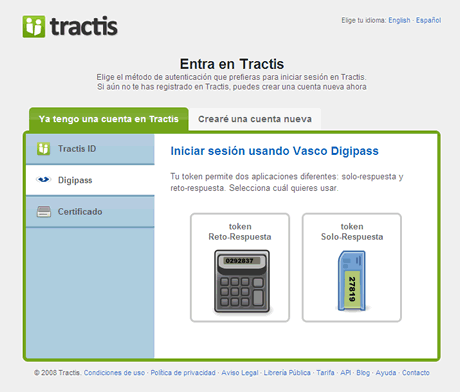 tractis
Elige tu idioma: English · Español
Entra en Tractis
Elige el método de autenticación que prefieras para iniciar sesión en Tractis.
Si aún no te has registrado en Tractis, puedes crear una cuenta nueva ahora
Ya tengo una cuenta en Tractis
Crearé una cuenta nueva
Tractis ID
Digipass
Certificado
Iniciar sesión usando Vasco Digipass
Tu token permite dos aplicaciones diferentes: solo-respuesta y
reto-respuesta. Selecciona cuál quieres usar.
token
Reto-Respuesta
0292837
token
Solo-Respuesta
27819
© 2008 Tractis. Condiciones de uso · Política de privacidad · Aviso Legal · Librería Pública · Tarifa · API · Blog · Ayuda · Contacto